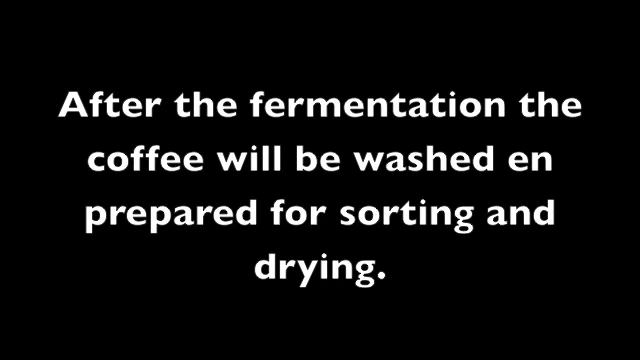 After the fermentation the
coffee will be washed en
prepared for sorting and
drying.